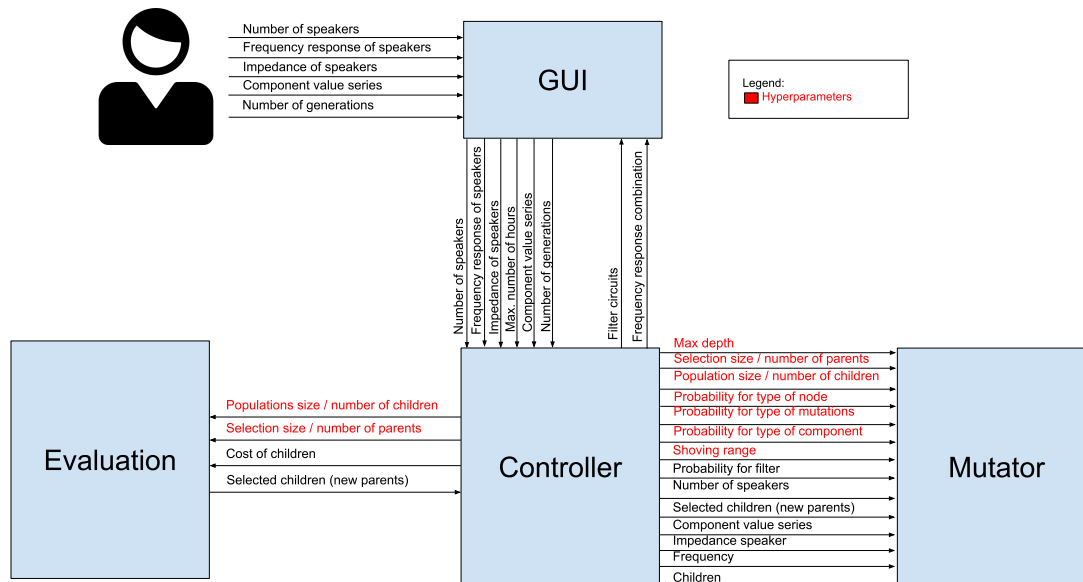 Number of speakers
Frequency response of speakers
Impedance of speakers
Component value series
Number of generations
GUI
Legend:
Hyperparameters
Number of speakers
Frequency response of speakers
Impedance of speakers
Max. number of hours
Component value series
Number of generations
Filter circuits
Frequency response combination
Evaluation
Populations size / number of children
Selection size / number of parents
Cost of children
Selected children (new parents)
Controller
Max depth
Selection size / number of parents
Population size / number of children
Probability for type of node
Probability for type of mutations
Probability for type of component
Shoving range
Probability for filter
Number of speakers
Selected children (new parents)
Component value series
Impedance speaker
Frequency
Children
Mutator